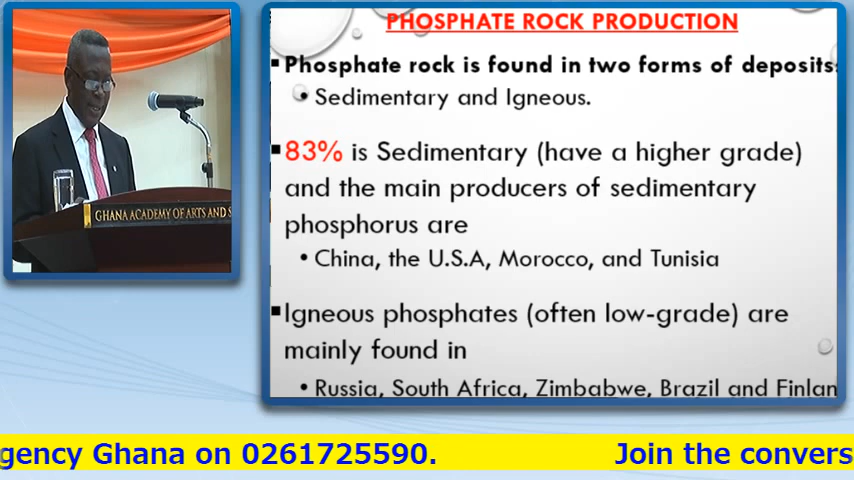 PHOSPHATE ROCK PRODUCTION
Phosphate rock is found in two forms of deposits:
• Sedimentary and Igneous.
83% is Sedimentary (have a higher grade)
and the main producers of sedimentary
phosphorus are
• China, the U.S.A, Morocco, and Tunisia
Igneous phosphates (often low-grade) are
mainly found in
• Russia, South Africa, Zimbabwe, Brazil and Finlan
GHANA ACADEMY OF ARTS AND S
gency Ghana on 0261725590. Join the convers